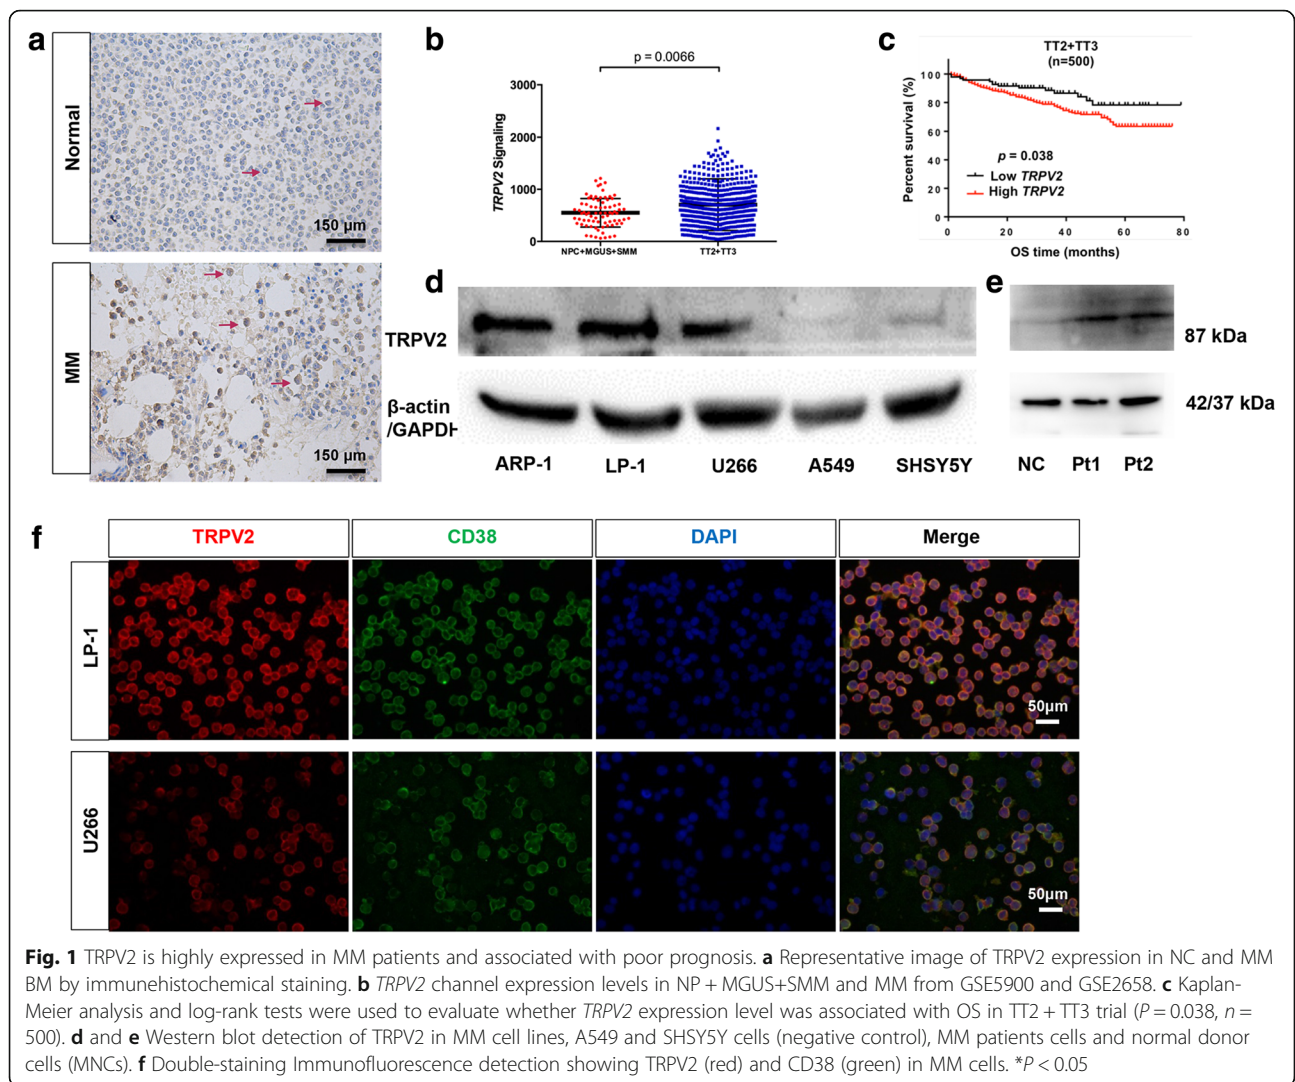 a
Normal
150 µm
MM
150 µm
b
p = 0.0066
TRPV2 Signaling
3000
2000
1000
0
NPC+MGUS+SMM
TT2+TT3
c
TT2+TT3
(n=500)
Percent survival (%)
100
80
60
40
20
0
p = 0.038
Low TRPV2
High TRPV2
0 20 40 60 80
OS time (months)
d
TRPV2
β-actin
/GAPDH
ARP-1 LP-1 U266 A549 SHSY5Y
e
87 kDa
42/37 kDa
NC Pt1 Pt2
f
TRPV2 CD38 DAPI Merge
LP-1
50µm
U266
50µm
Fig. 1 TRPV2 is highly expressed in MM patients and associated with poor prognosis. a Representative image of TRPV2 expression in NC and MM
BM by immunehistochemical staining. b TRPV2 channel expression levels in NP + MGUS+SMM and MM from GSE5900 and GSE2658. c Kaplan-
Meier analysis and log-rank tests were used to evaluate whether TRPV2 expression level was associated with OS in TT2 + TT3 trial (P = 0.038, n =
500). d and e Western blot detection of TRPV2 in MM cell lines, A549 and SHSY5Y cells (negative control), MM patients cells and normal donor
cells (MNCs). f Double-staining Immunofluorescence detection showing TRPV2 (red) and CD38 (green) in MM cells. *P < 0.05